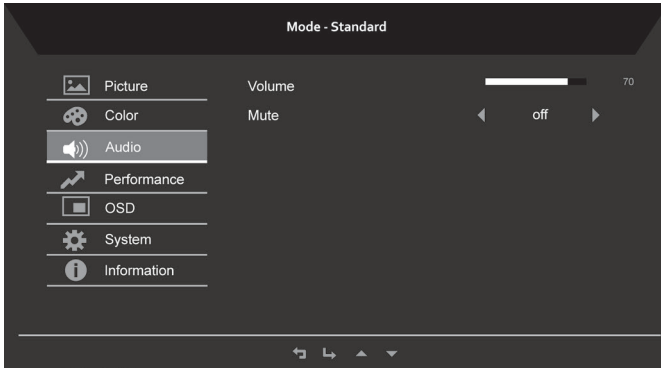 Mode - Standard
Picture
Volume 70
Color
Mute off
Audio
Performance
OSD
System
Information